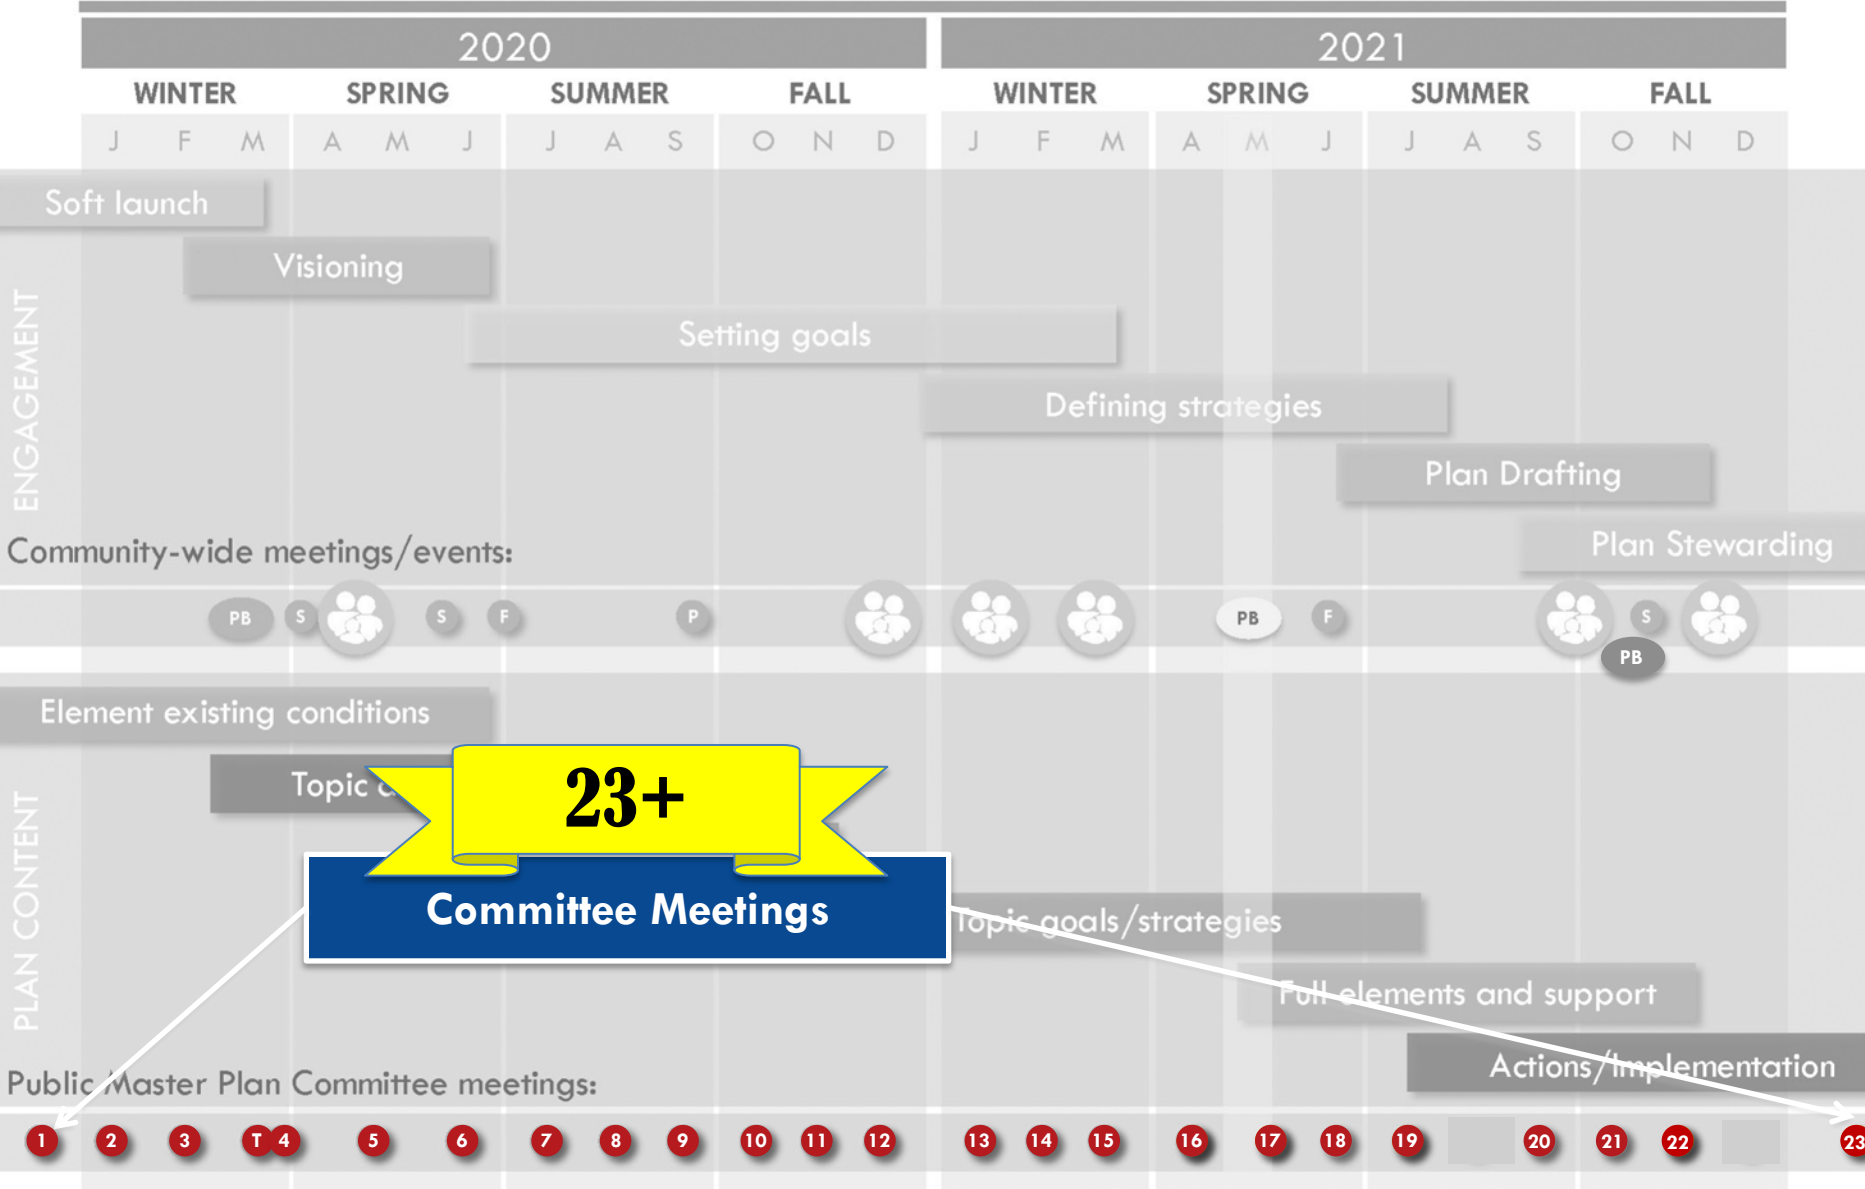 2020 2021
WINTER SPRING SUMMER FALL WINTER SPRING SUMMER FALL
J F M A M J J A S O N D J F M A M J J A S O N D
ENGAGEMENT
Soft launch
Visioning
Setting goals
Defining strategies
Plan Drafting
Plan Stewarding
Community-wide meetings/events:
PB S S F P PB F S
PB
PLAN CONTENT
Element existing conditions
Topic
23+
Committee Meetings
Topic goals/strategies
Full elements and support
Actions/Implementation
Public Master Plan Committee meetings:
1 2 3 T 4 5 6 7 8 9 10 11 12 13 14 15 16 17 18 19 20 21 22 23